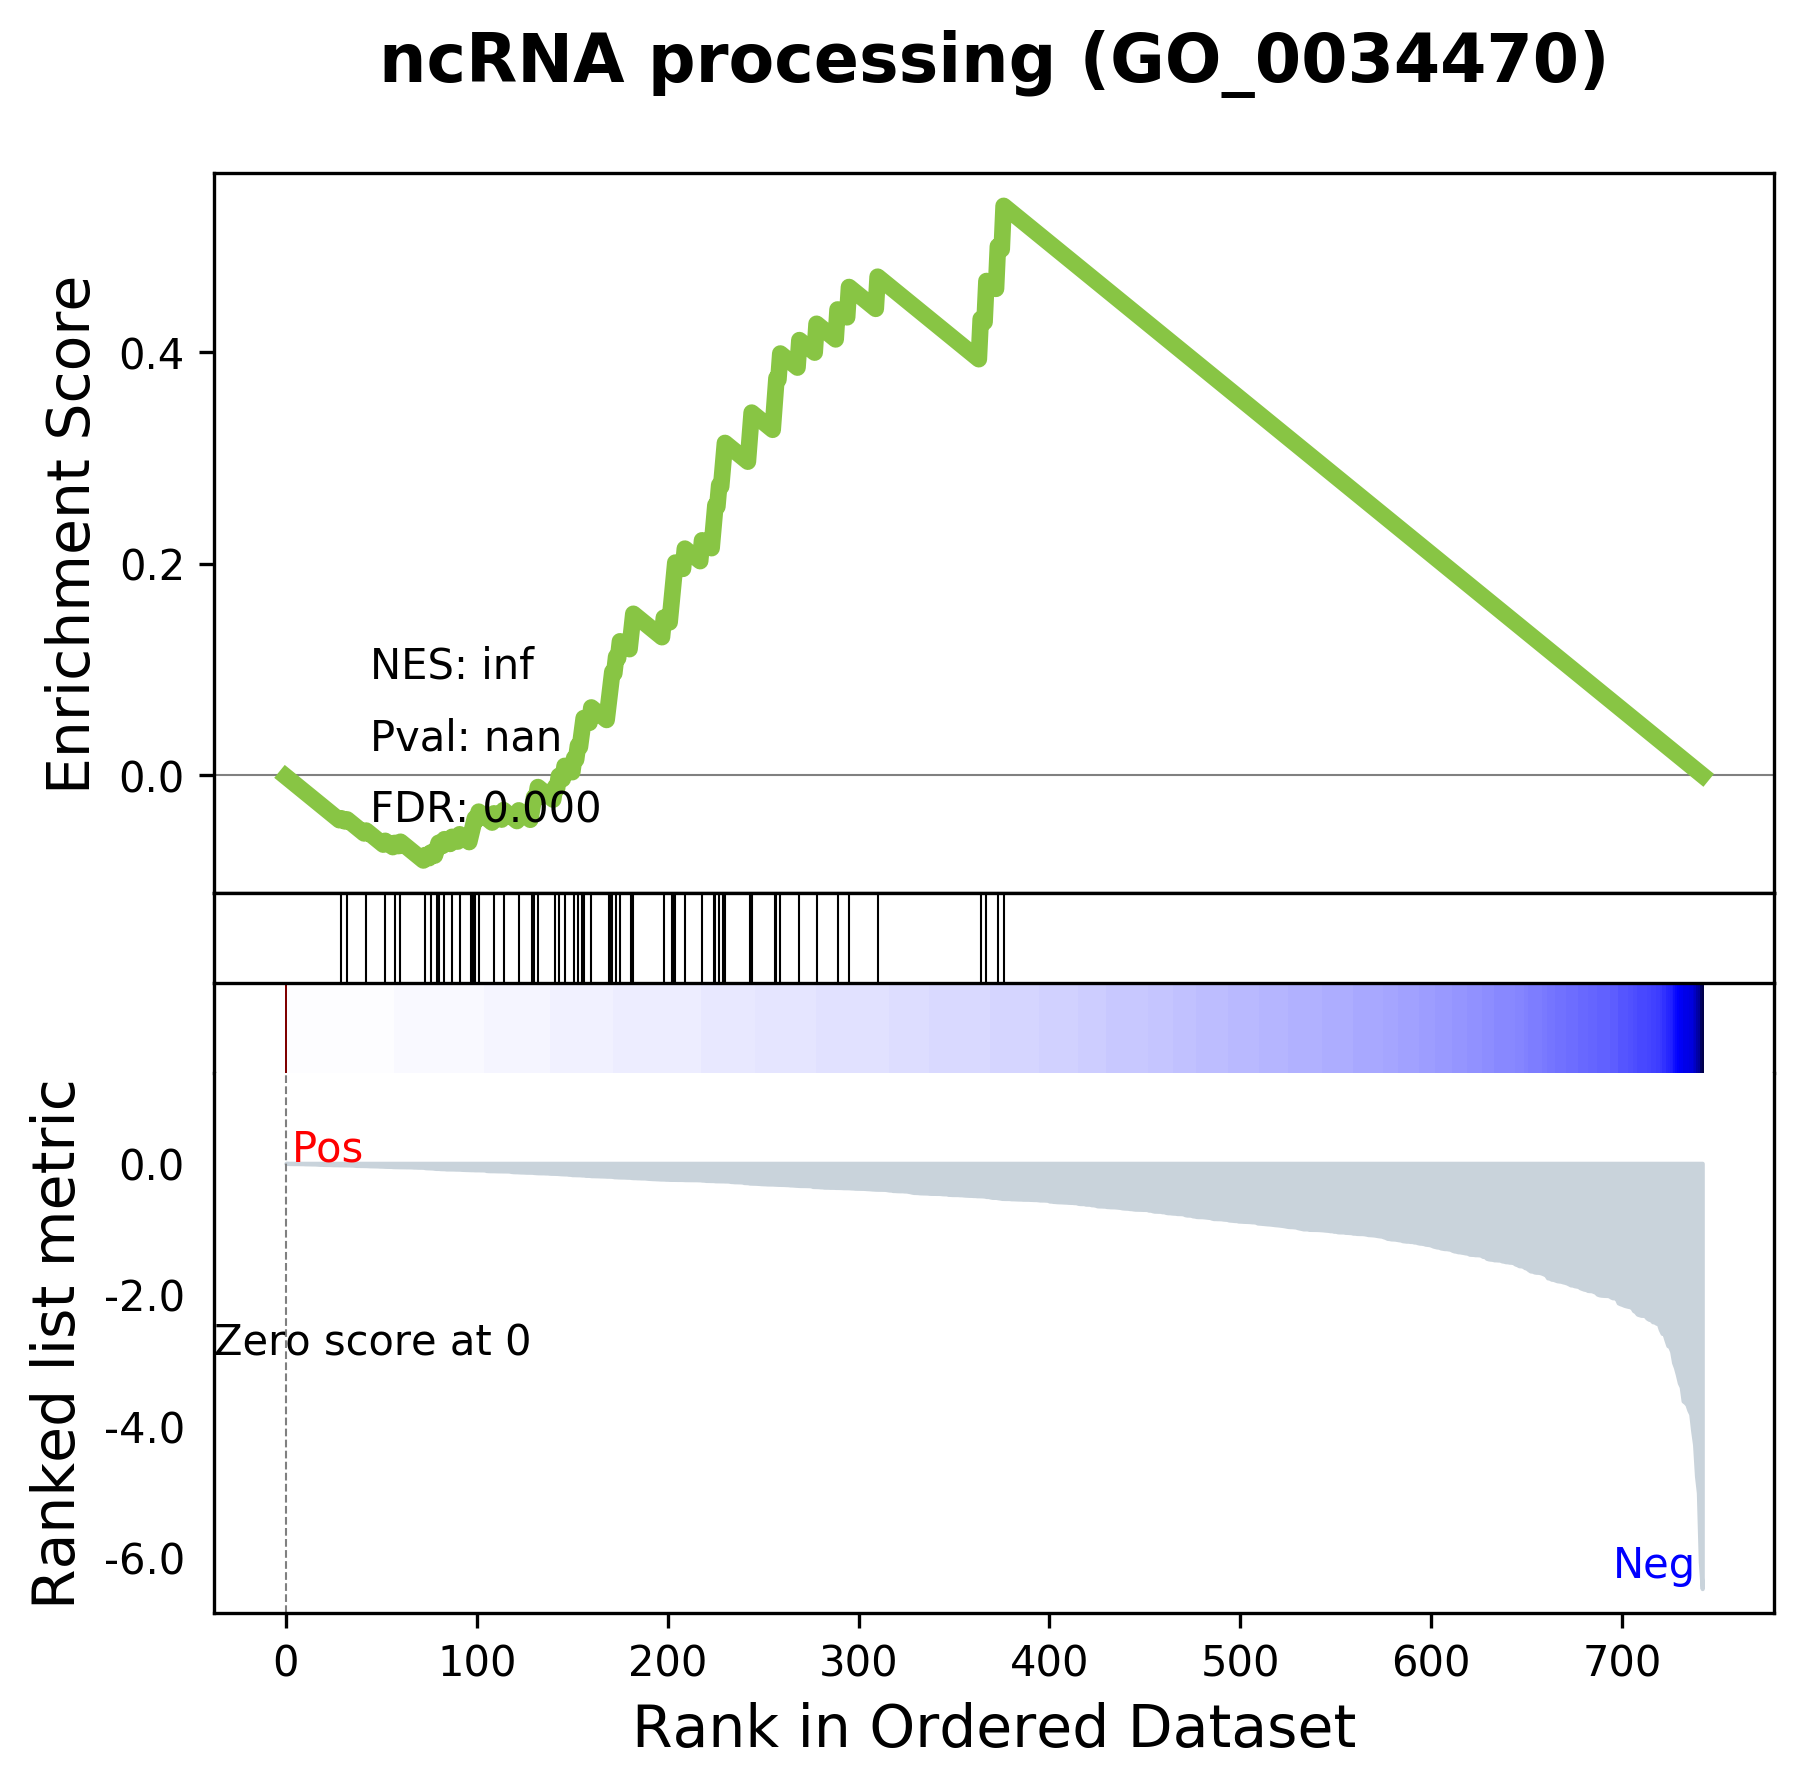 ncRNA processing (GO_0034470)
Enrichment Score
0.4
0.2
0.0
NES: inf
Pval: nan
FDR: 0.000
Ranked list metric
Pos
0.0
-2.0
Zero score at 0
-4.0
-6.0
Neg
0 100 200 300 400 500 600 700
Rank in Ordered Dataset